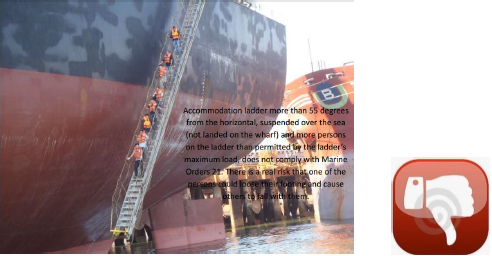 Accommodation ladder more than 55 degrees
from the horizontal, suspended over the sea
(not landed on the wharf) and more persons
on the ladder than permitted by the ladder's
maximum load, does not comply with Marine
Orders 21. There is a real risk that one of the
persons could loose their footing and cause
others to fall with them.